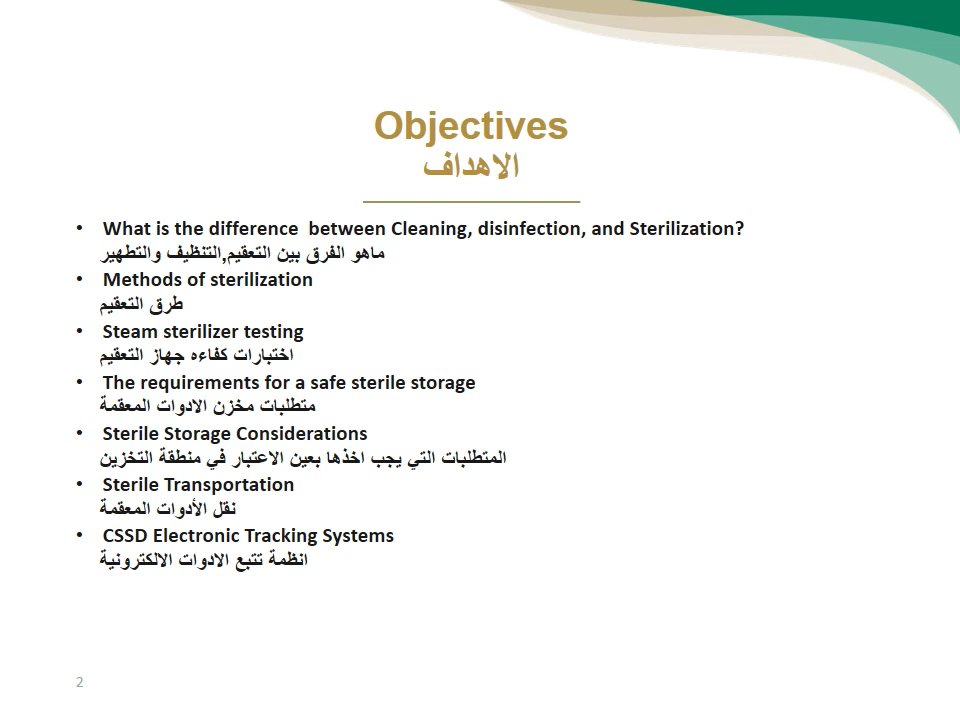 Objectives
الاهداف
• What is the difference  between Cleaning, disinfection, and Sterilization?
ماهو الفرق بين التعقيم,التنظيف والتطهير
• Methods of sterilization
طرق التعقيم
• Steam sterilizer testing
اختبارات كفاءه جهاز التعقيم
• The requirements for a safe sterile storage
متطلبات مخزن الادوات المعقمة
• Sterile Storage Considerations
المتطلبات التي يجب اخذها بعين الاعتبار في منطقة التخزين
• Sterile Transportation
نقل الأدوات المعقمة
• CSSD Electronic Tracking Systems
انظمة تتبع الادوات الالكترونية
2